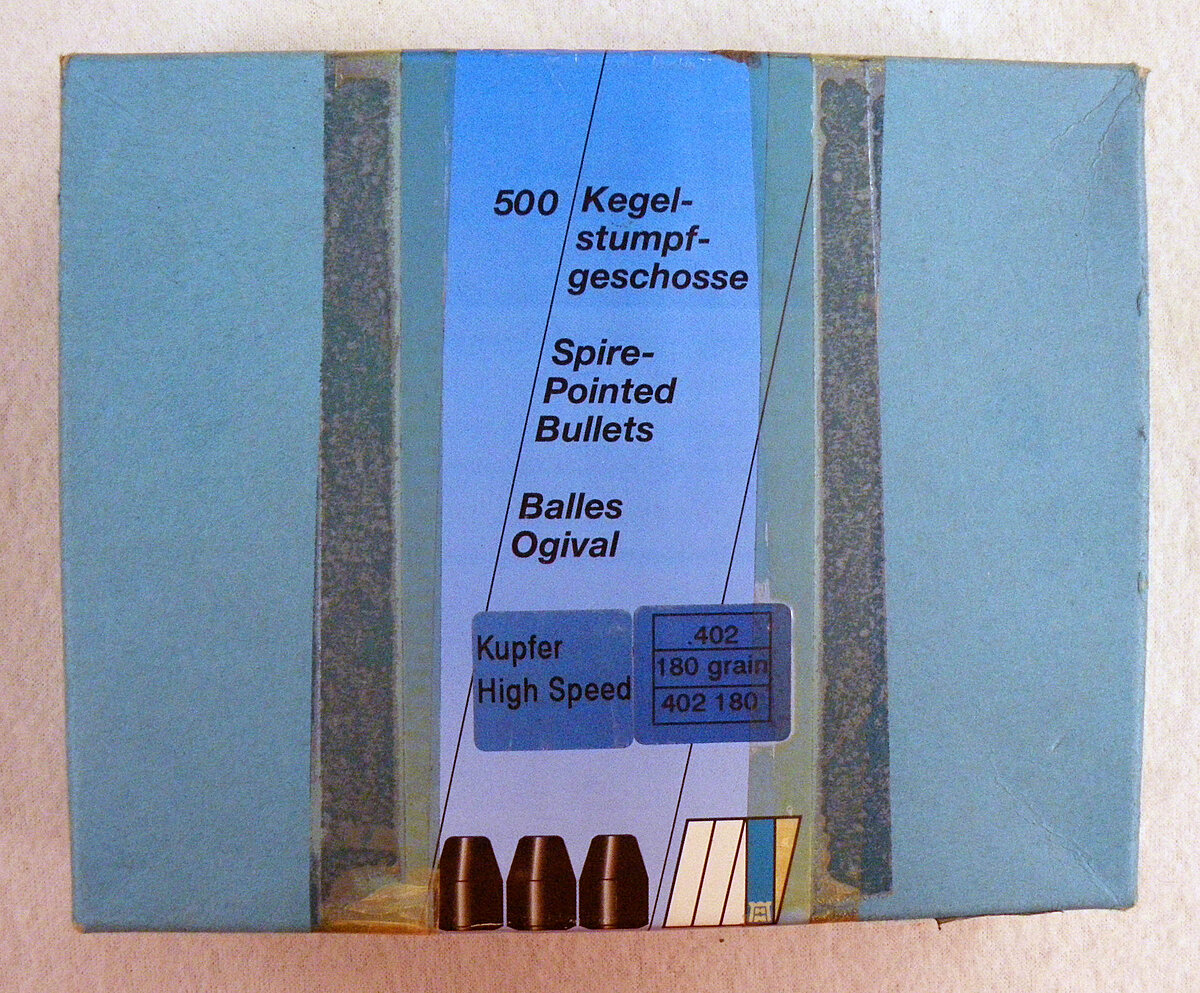 500 Kegel-
stumpf-
geschosse
Spire-
Pointed
Bullets
Balles
Ogival
Kupfer
High Speed
.402
180 grain
402 180